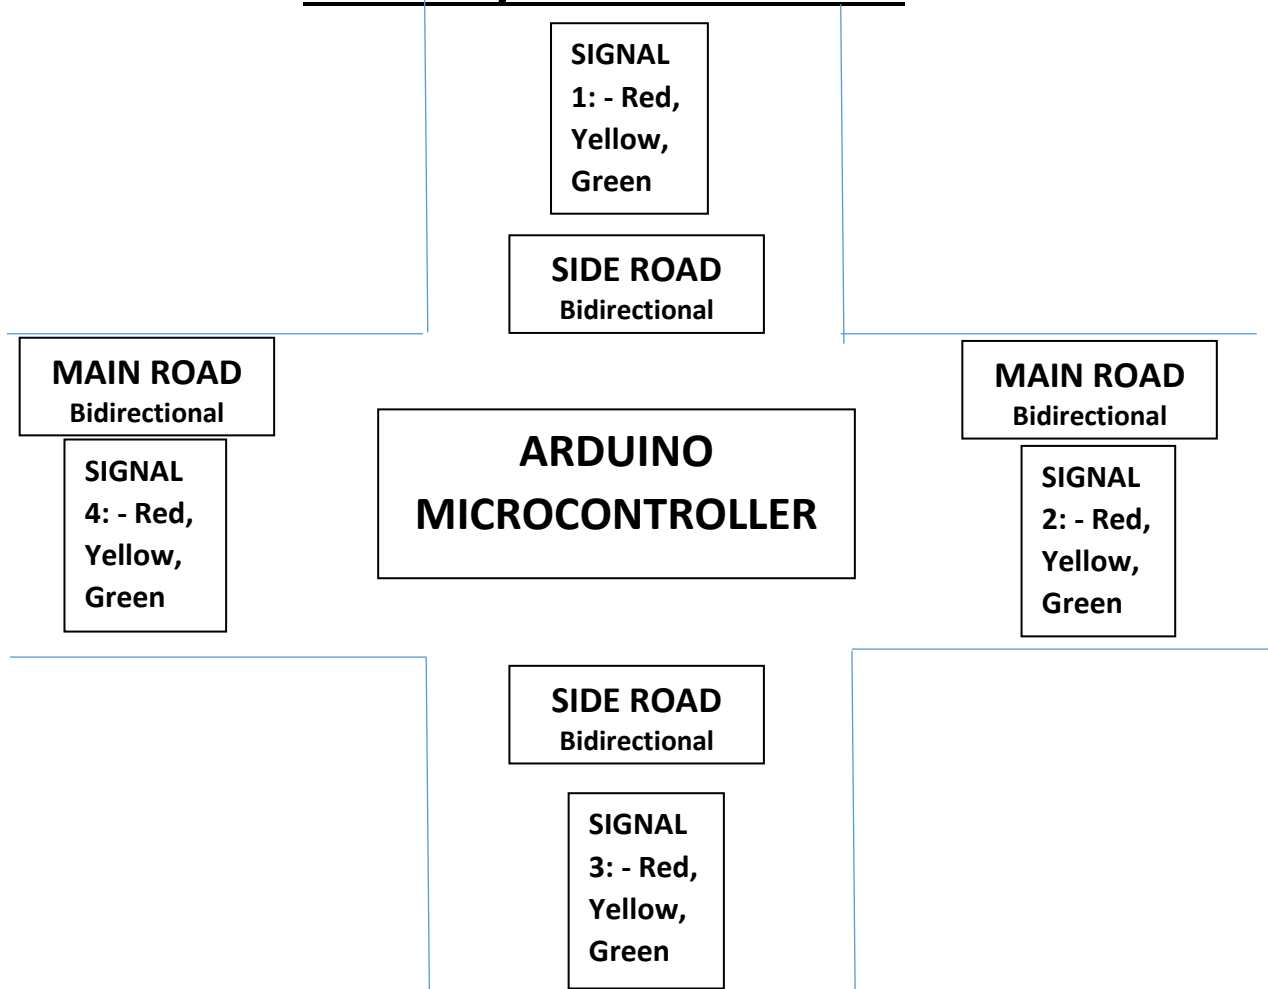 SIGNAL
1: - Red,
Yellow,
Green
SIDE ROAD
Bidirectional
MAIN ROAD
Bidirectional
SIGNAL
4: - Red,
Yellow,
Green
ARDUINO
MICROCONTROLLER
MAIN ROAD
Bidirectional
SIGNAL
2: - Red,
Yellow,
Green
SIDE ROAD
Bidirectional
SIGNAL
3: - Red,
Yellow,
Green